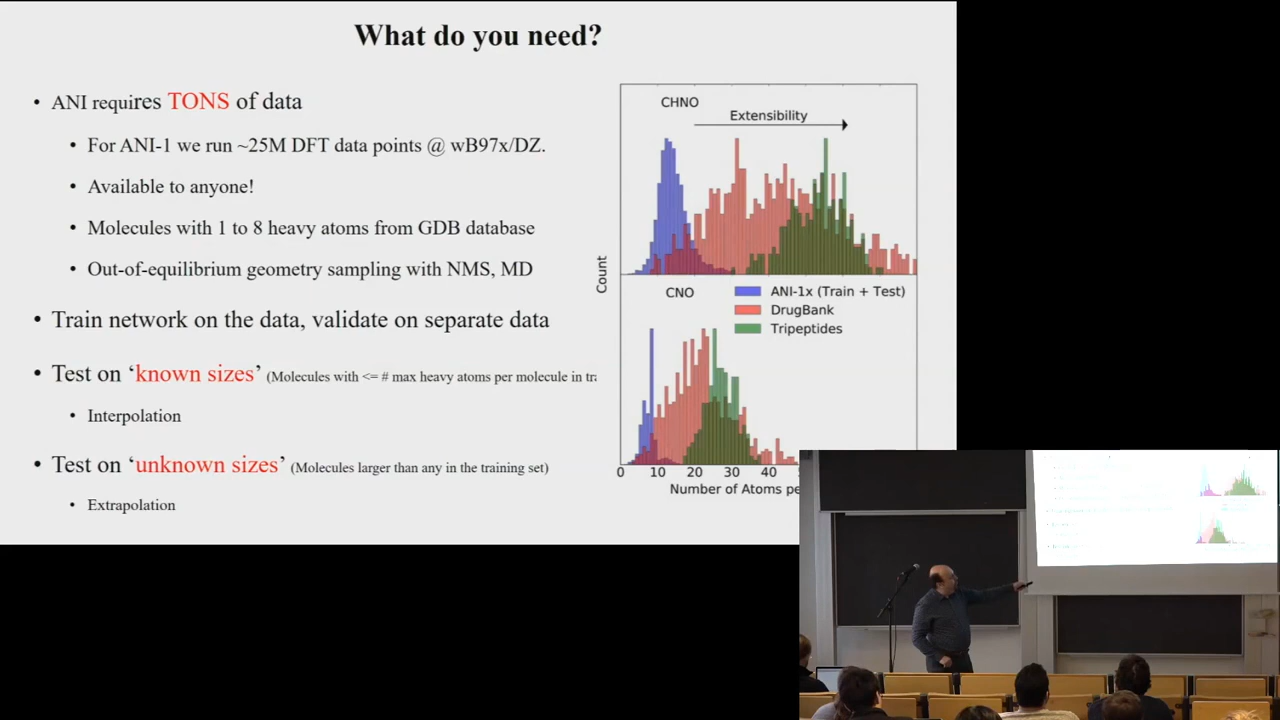 What do you need?
• ANI requires TONS of data
• For ANI-1 we run ~25M DFT data points @ wB97x/DZ.
• Available to anyone!
• Molecules with 1 to 8 heavy atoms from GDB database
• Out-of-equilibrium geometry sampling with NMS, MD
• Train network on the data, validate on separate data
• Test on ‘known sizes’ (Molecules with <= # max heavy atoms per molecule in
• Interpolation
• Test on ‘unknown sizes’ (Molecules larger than any in the training set)
• Extrapolation
CHNO
Extensibility
Count
CNO
ANI-1x (Train + Test)
DrugBank
Tripeptides
0 10 20 30 40
Number of Atoms